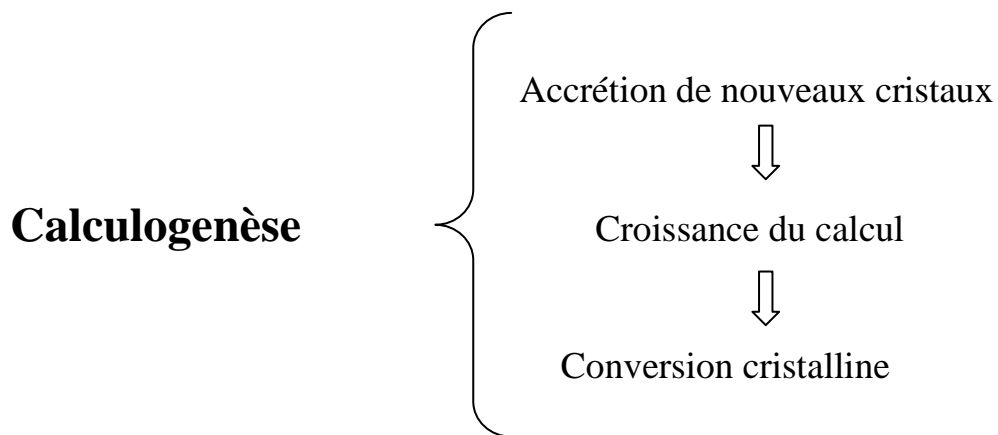 Accrétion de nouveaux cristaux
Calculogenèse
Croissance du calcul
Conversion cristalline